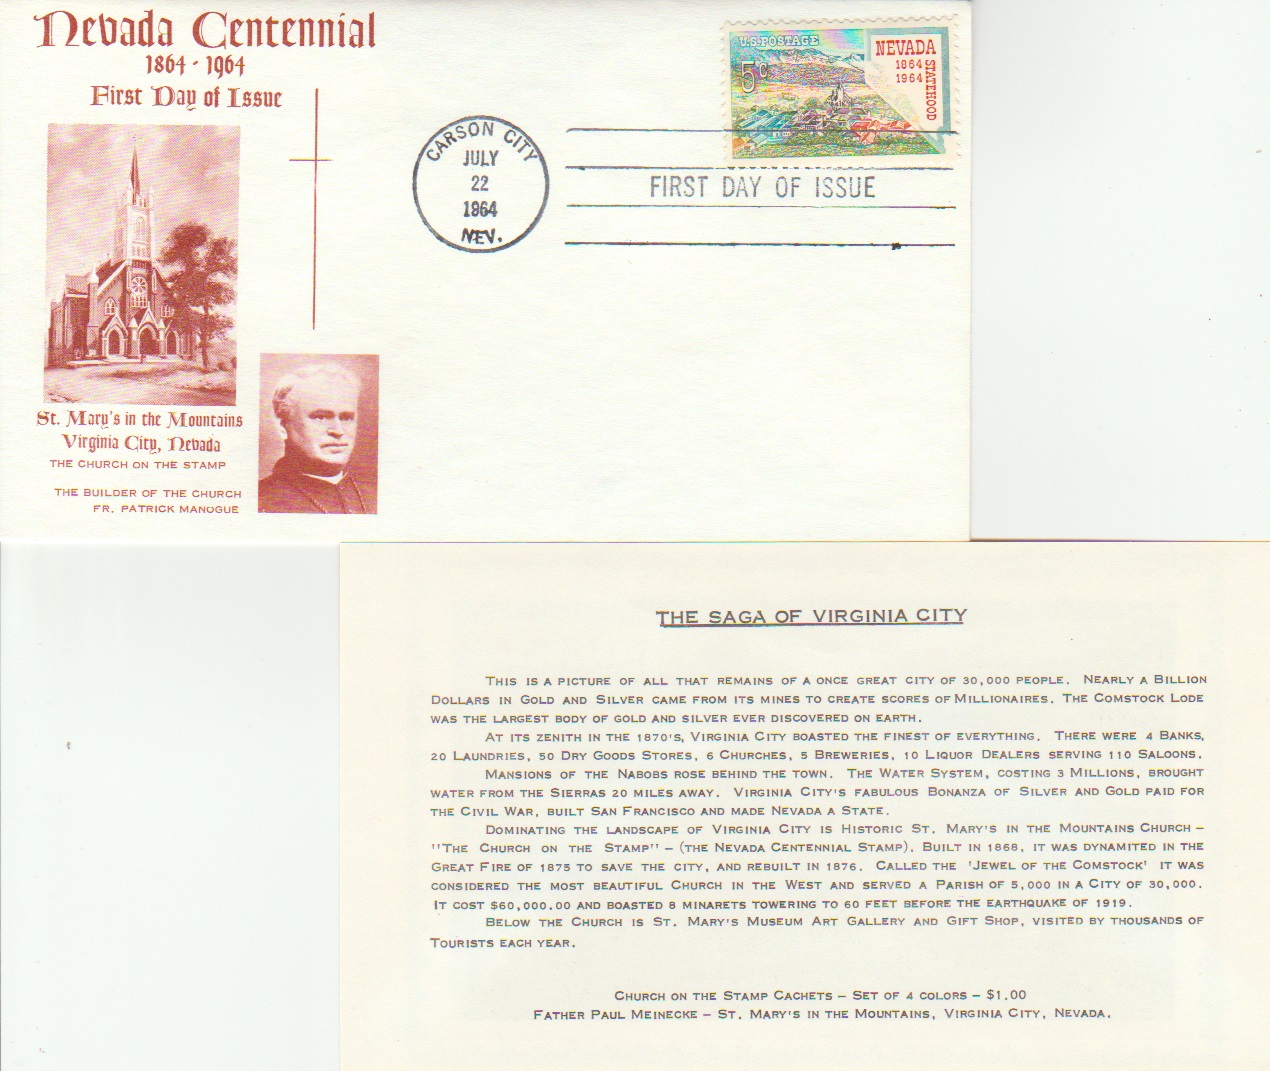 Nevada Centennial
1864 - 1964
First Day of Issue
U.S. POSTAGE
5c
NEVADA
1864
1964
STATEHOOD
CARSON CITY
JULY
22
1964
NEV.
FIRST DAY OF ISSUE
St. Mary's in the Mountains
Virginia City, Nevada
THE CHURCH ON THE STAMP
THE BUILDER OF THE CHURCH
FR. PATRICK MANOGUE
THE SAGA OF VIRGINIA CITY
THIS IS A PICTURE OF ALL THAT REMAINS OF A ONCE GREAT CITY OF 30,000 PEOPLE. NEARLY A BILLION
DOLLARS IN GOLD AND SILVER CAME FROM ITS MINES TO CREATE SCORES OF MILLIONAIRES. THE COMSTOCK LODE
WAS THE LARGEST BODY OF GOLD AND SILVER EVER DISCOVERED ON EARTH.
AT ITS ZENITH IN THE 1870'S, VIRGINIA CITY BOASTED THE FINEST OF EVERYTHING. THERE WERE 4 BANKS,
20 LAUNDRIES, 50 DRY GOODS STORES, 6 CHURCHES, 5 BREWERIES, 10 LIQUOR DEALERS SERVING 110 SALOONS.
MANSIONS OF THE NABOBS ROSE BEHIND THE TOWN. THE WATER SYSTEM, COSTING 3 MILLIONS, BROUGHT
WATER FROM THE SIERRAS 20 MILES AWAY. VIRGINIA CITY'S FABULOUS BONANZA OF SILVER AND GOLD PAID FOR
THE CIVIL WAR, BUILT SAN FRANCISCO AND MADE NEVADA A STATE.
DOMINATING THE LANDSCAPE OF VIRGINIA CITY IS HISTORIC ST. MARY'S IN THE MOUNTAINS CHURCH –
"THE CHURCH ON THE STAMP" – (THE NEVADA CENTENNIAL STAMP). BUILT IN 1868, IT WAS DYNAMITED IN THE
GREAT FIRE OF 1875 TO SAVE THE CITY, AND REBUILT IN 1876. CALLED THE 'JEWEL OF THE COMSTOCK' IT WAS
CONSIDERED THE MOST BEAUTIFUL CHURCH IN THE WEST AND SERVED A PARISH OF 5,000 IN A CITY OF 30,000.
IT COST $60,000.00 AND BOASTED 8 MINARETS TOWERING TO 60 FEET BEFORE THE EARTHQUAKE OF 1919.
BELOW THE CHURCH IS ST. MARY'S MUSEUM ART GALLERY AND GIFT SHOP, VISITED BY THOUSANDS OF
TOURISTS EACH YEAR.
CHURCH ON THE STAMP CACHETS – SET OF 4 COLORS – $1.00
FATHER PAUL MEINECKE – ST. MARY'S IN THE MOUNTAINS, VIRGINIA CITY, NEVADA.